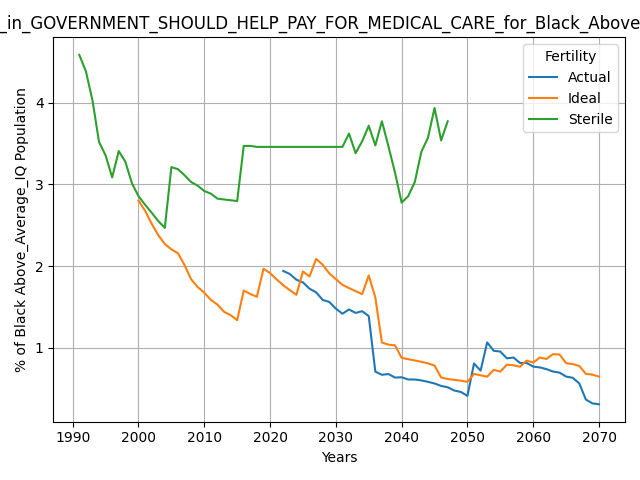 _in_GOVERNMENT_SHOULD_HELP_PAY_FOR_MEDICAL_CARE_for_Black_Above
Fertility
Actual
Ideal
Sterile
% of Black Above_Average_IQ Population
4
3
2
1
1990 2000 2010 2020 2030 2040 2050 2060 2070
Years